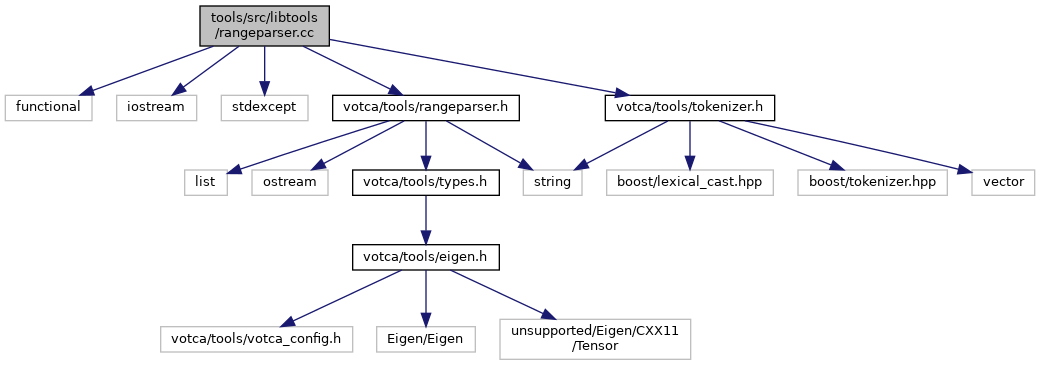 tools/src/libtools
/rangeparser.cc
functional
iostream
stdexcept
votca/tools/rangeparser.h
votca/tools/tokenizer.h
list
ostream
votca/tools/types.h
string
boost/lexical_cast.hpp
boost/tokenizer.hpp
vector
votca/tools/eigen.h
votca/tools/votca_config.h
Eigen/Eigen
unsupported/Eigen/CXX11
/Tensor